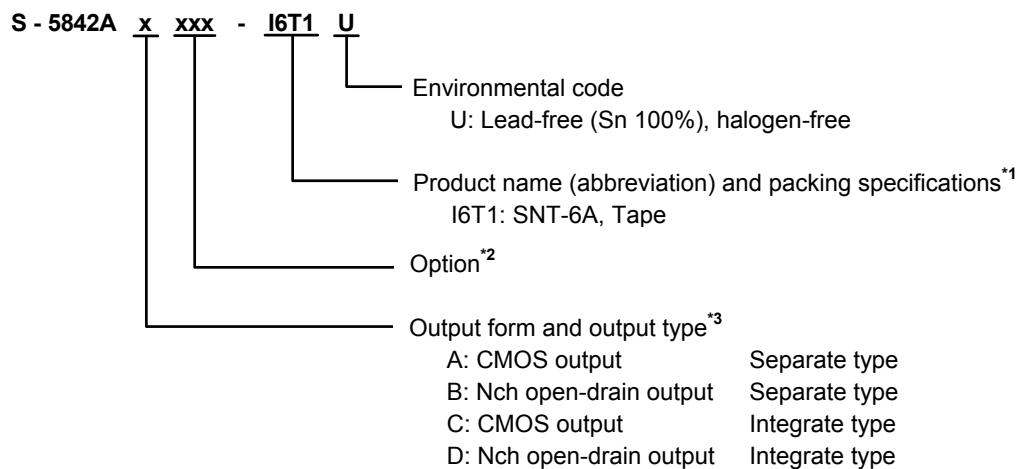 S - 5842A x xxx - I6T1 U
Environmental code
U: Lead-free (Sn 100%), halogen-free
Product name (abbreviation) and packing specifications*1
I6T1: SNT-6A, Tape
Option*2
Output form and output type*3
A: CMOS output Separate type
B: Nch open-drain output Separate type
C: CMOS output Integrate type
D: Nch open-drain output Integrate type